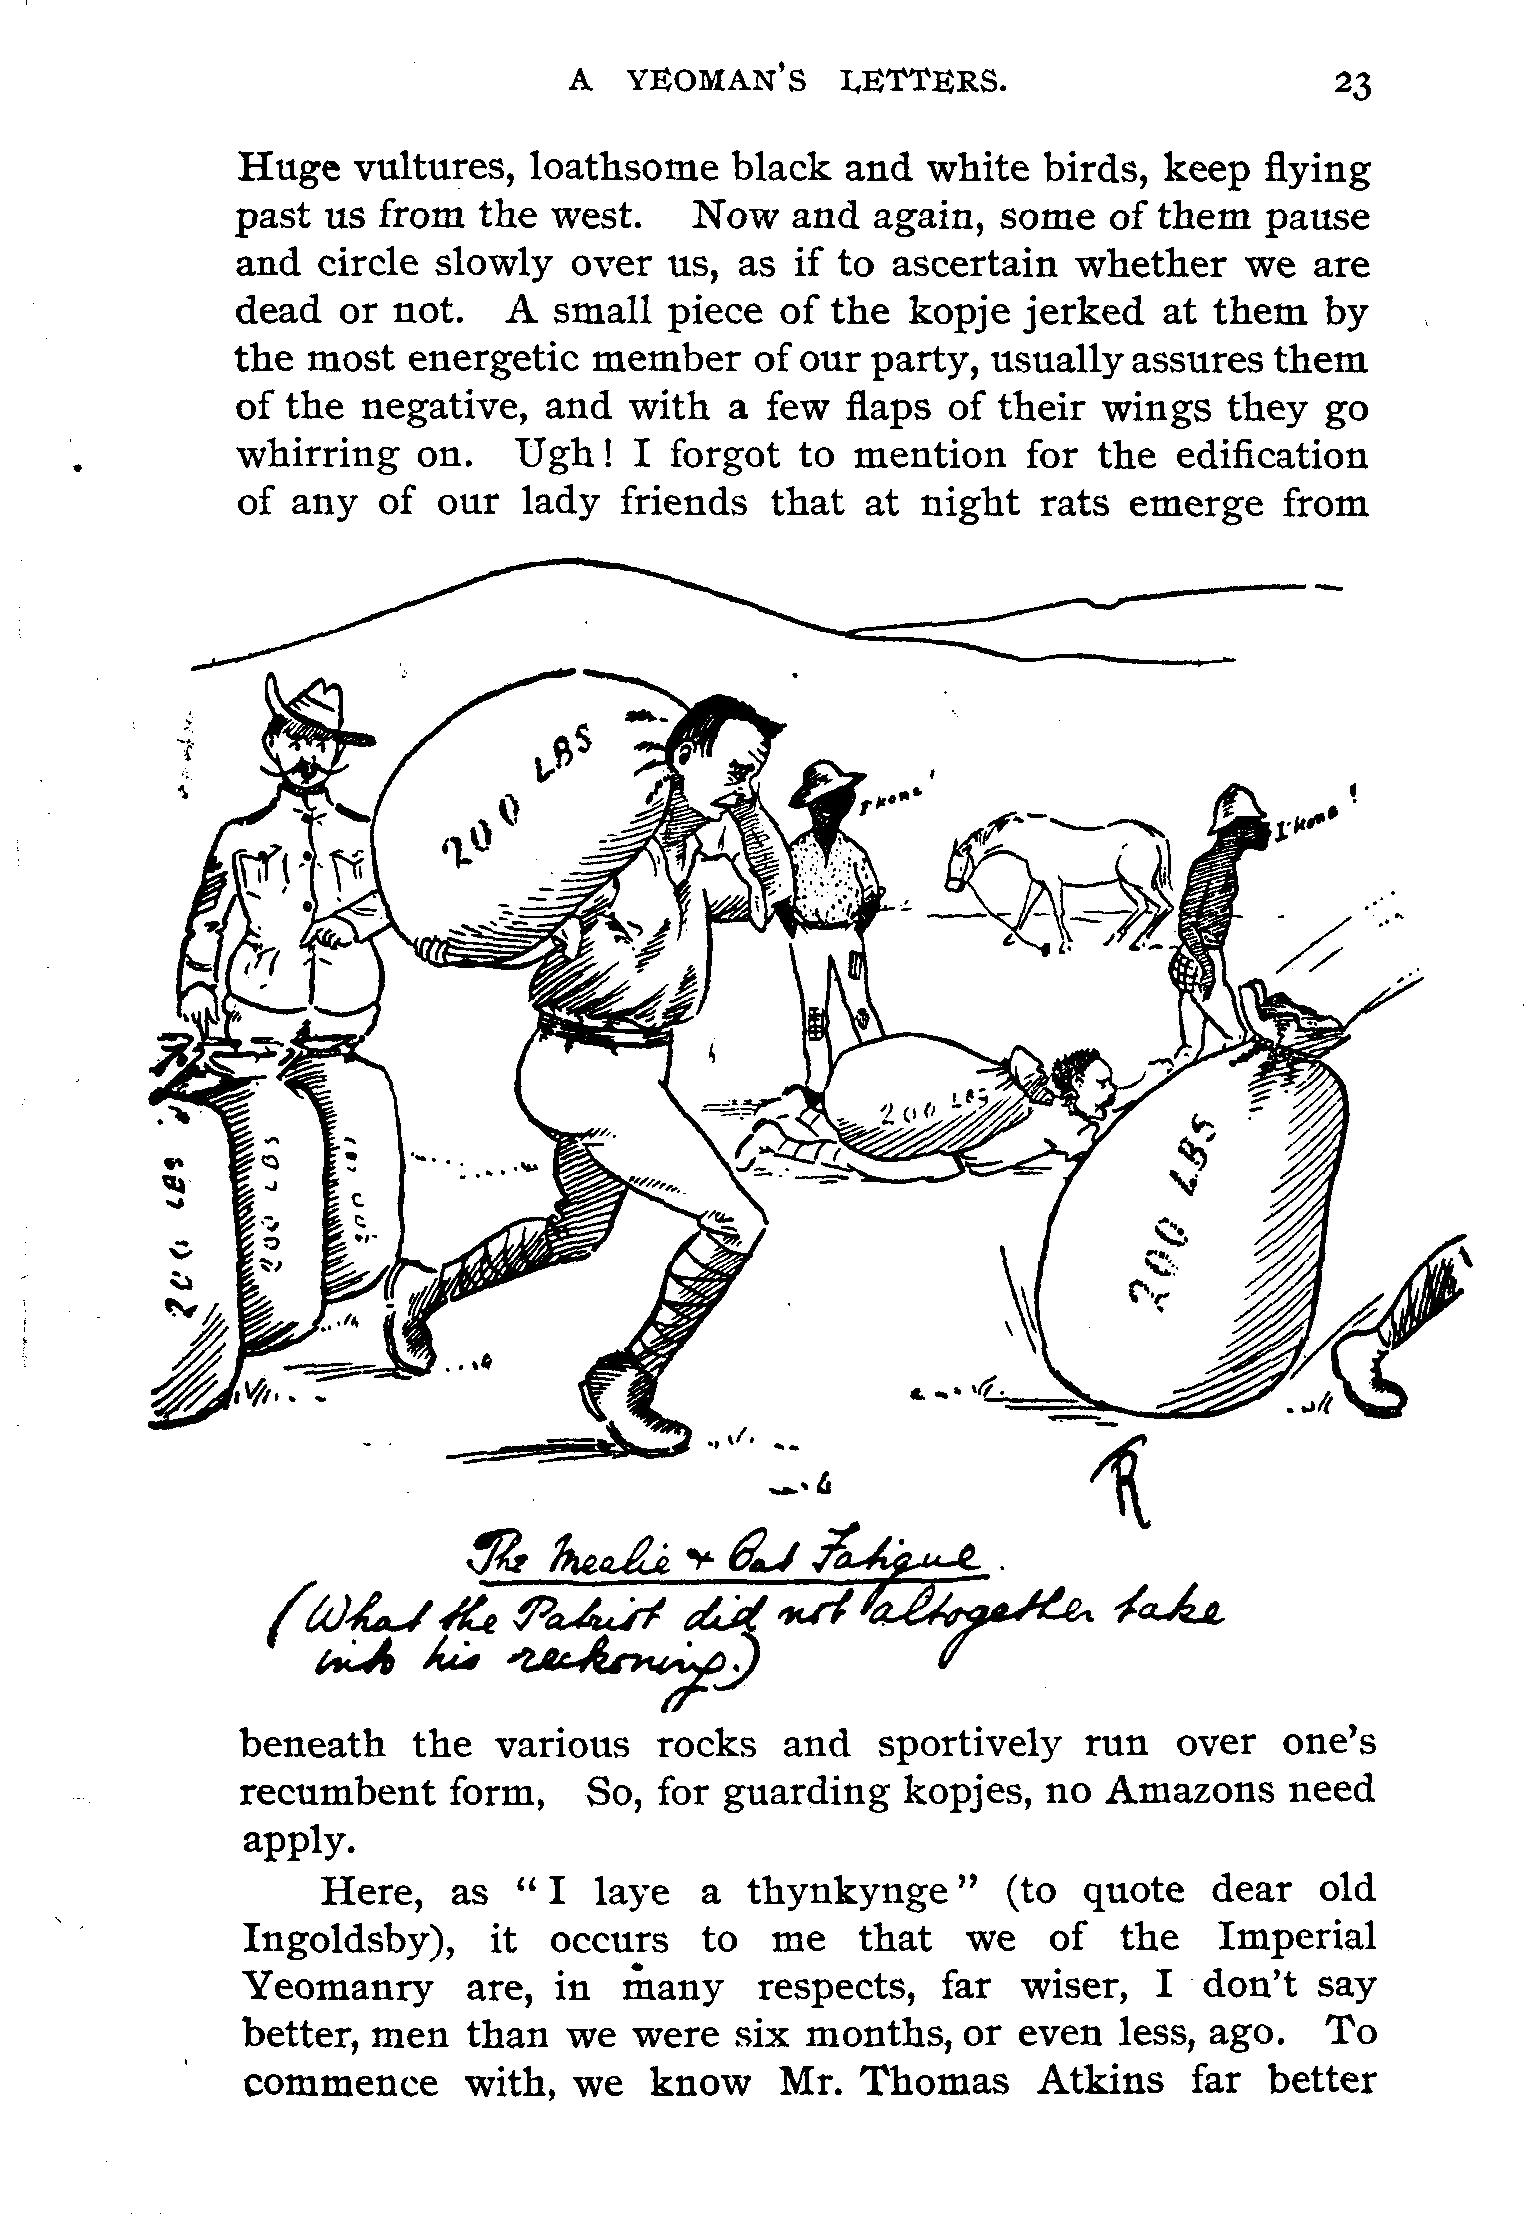 A YEOMAN'S LETTERS. 23
Huge vultures, loathsome black and white birds, keep flying
past us from the west. Now and again, some of them pause
and circle slowly over us, as if to ascertain whether we are
dead or not. A small piece of the kopje jerked at them by
the most energetic member of our party, usually assures them
of the negative, and with a few flaps of their wings they go
whirring on. Ugh! I forgot to mention for the edification
of any of our lady friends that at night rats emerge from
200 LBS
I'kona!
I'kona!
200 LBS
200 LBS
200 LBS
200 LBS
200 LBS
R
The Mealie & Oat Fatigue.
(What the Patriot did not altogether take
into his reckoning.)
beneath the various rocks and sportively run over one's
recumbent form, So, for guarding kopjes, no Amazons need
apply.
Here, as "I laye a thynkynge" (to quote dear old
Ingoldsby), it occurs to me that we of the Imperial
Yeomanry are, in many respects, far wiser, I don't say
better, men than we were six months, or even less, ago. To
commence with, we know Mr. Thomas Atkins far better